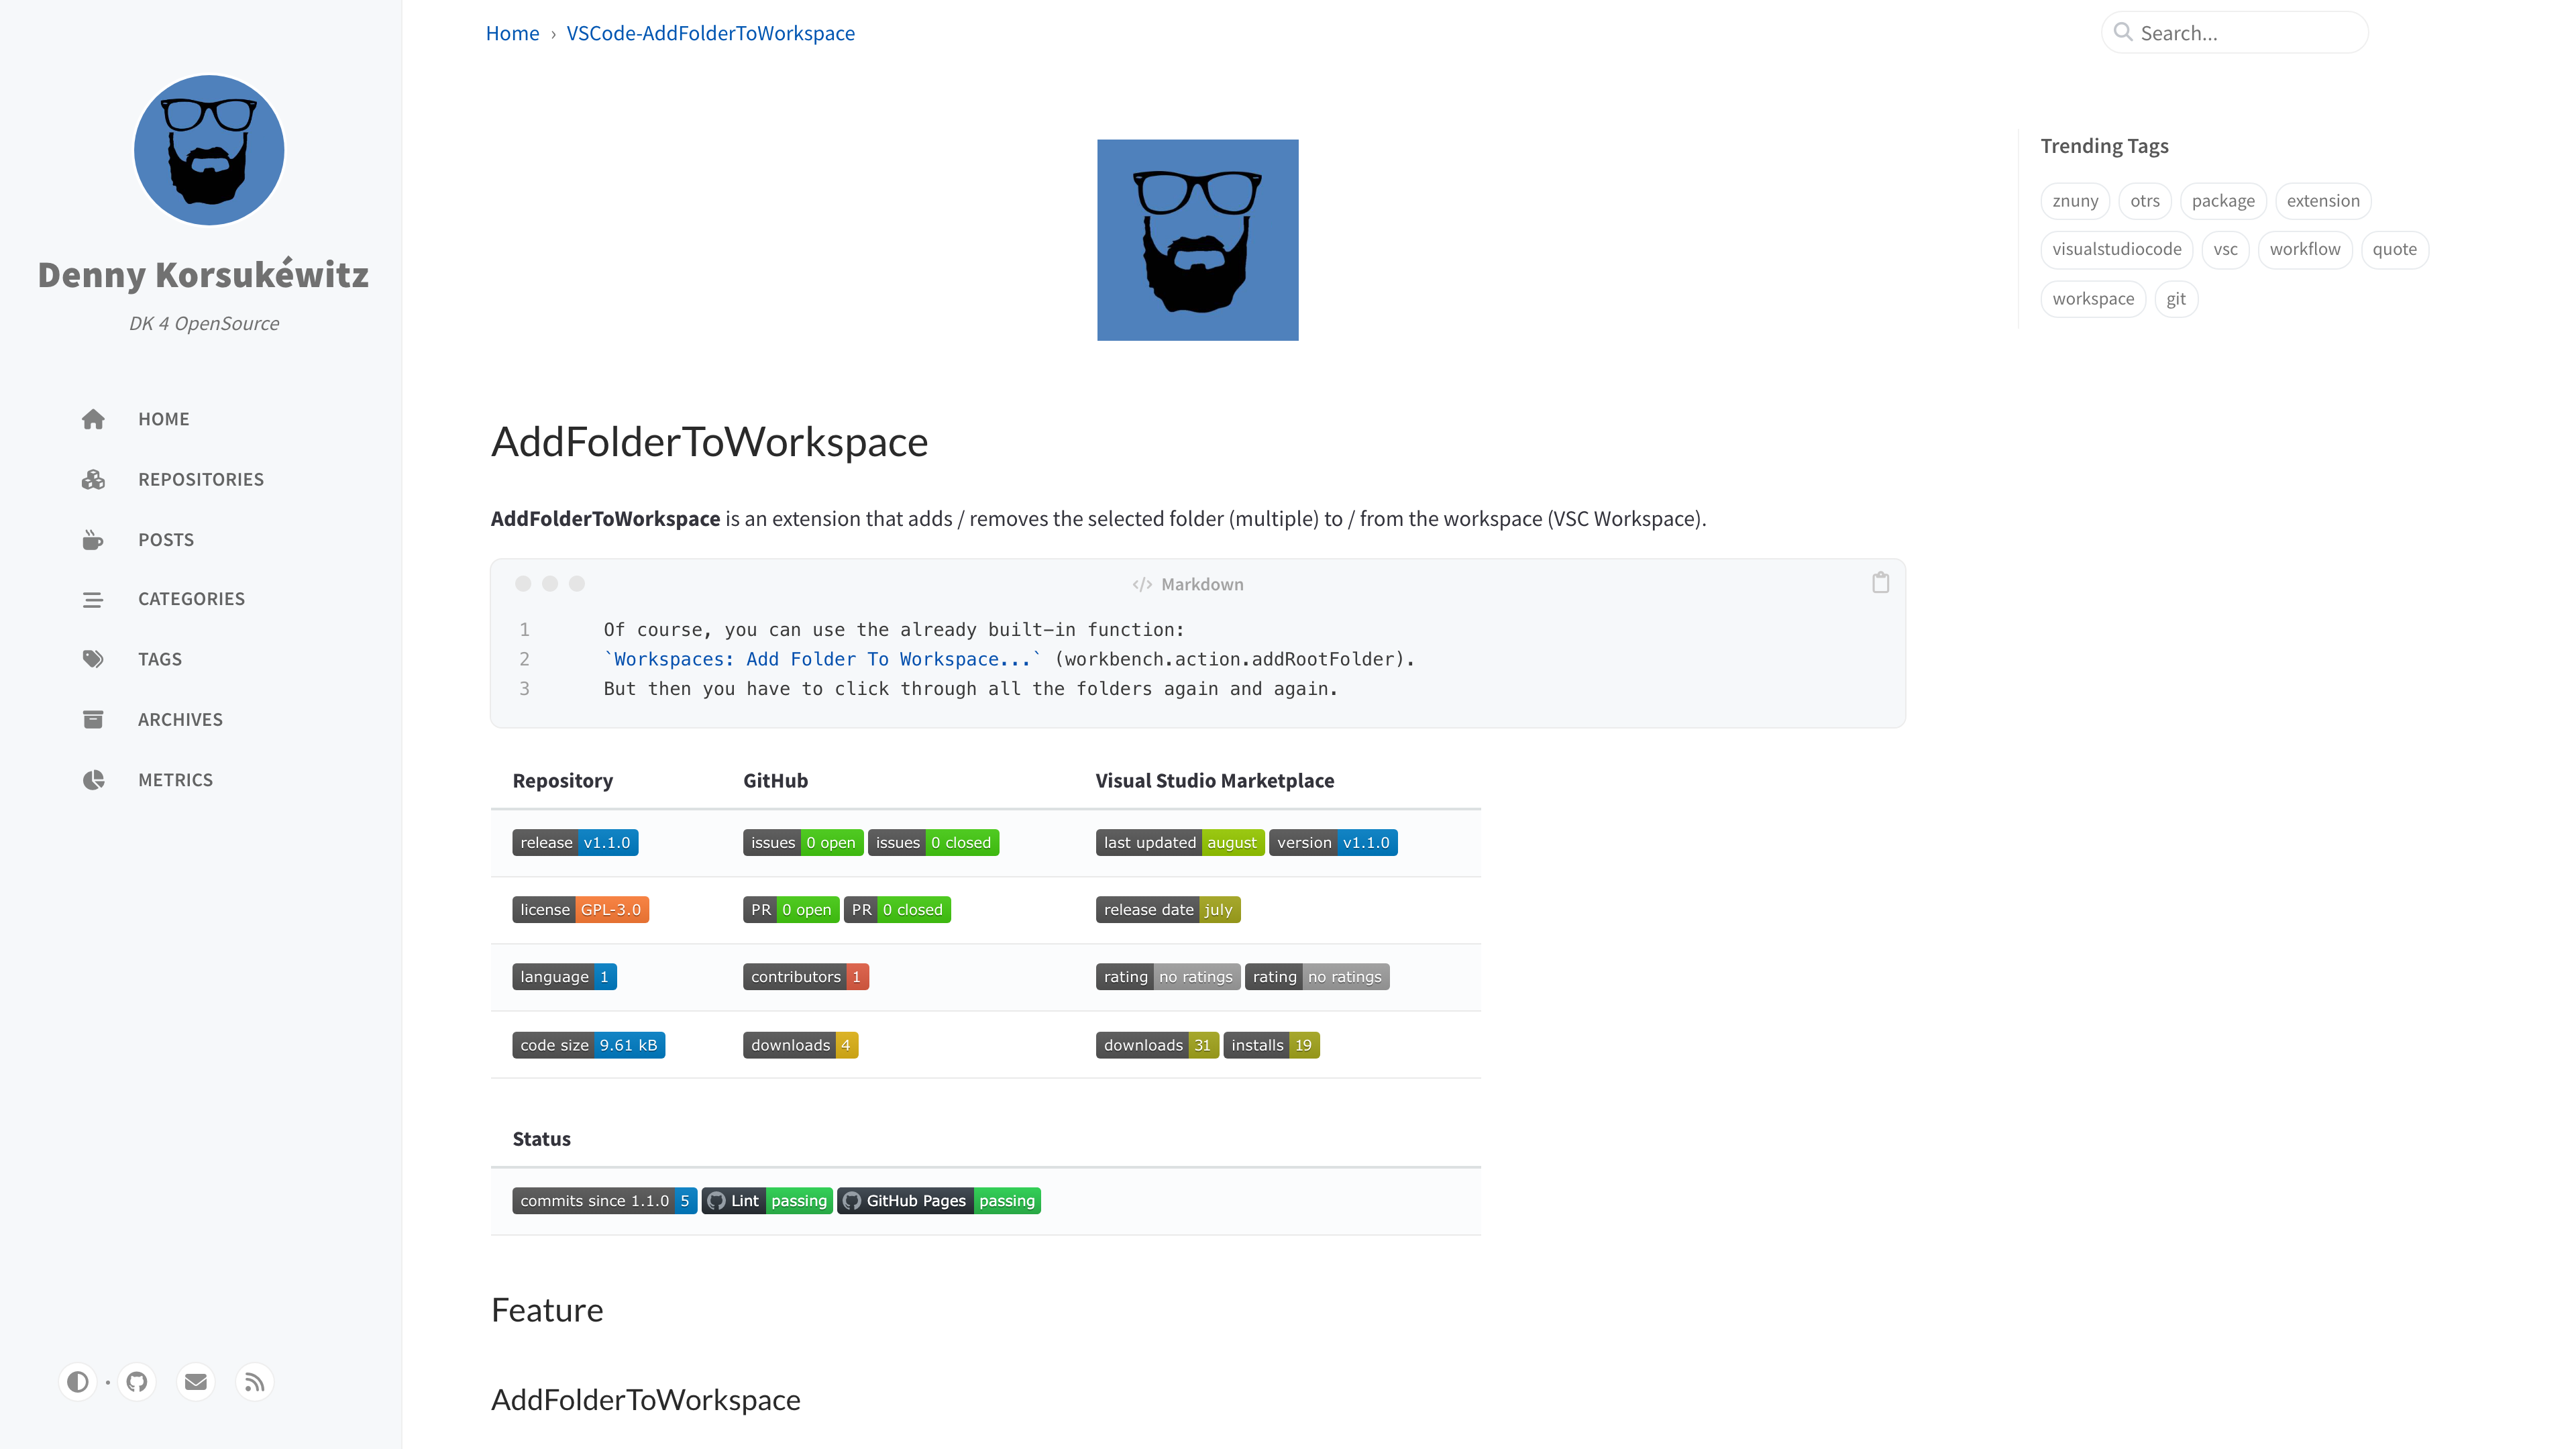 Denny Korsukéwitz
DK 4 OpenSource
HOME
REPOSITORIES
POSTS
CATEGORIES
TAGS
ARCHIVES
METRICS
Home › VSCode-AddFolderToWorkspace
Search...
AddFolderToWorkspace
AddFolderToWorkspace is an extension that adds / removes the selected folder (multiple) to / from the workspace (VSC Workspace).
</> Markdown
1 Of course, you can use the already built-in function:
2 `Workspaces: Add Folder To Workspace...` (workbench.action.addRootFolder).
3 But then you have to click through all the folders again and again.
Repository GitHub Visual Studio Marketplace
release v1.1.0 issues 0 open issues 0 closed last updated august version v1.1.0
license GPL-3.0 PR 0 open PR 0 closed release date july
language 1 contributors 1 rating no ratings rating no ratings
code size 9.61 kB downloads 4 downloads 31 installs 19
Status
commits since 1.1.0 5 Lint passing GitHub Pages passing
Feature
AddFolderToWorkspace
Trending Tags
znuny otrs package extension
visualstudiocode vsc workflow quote
workspace git